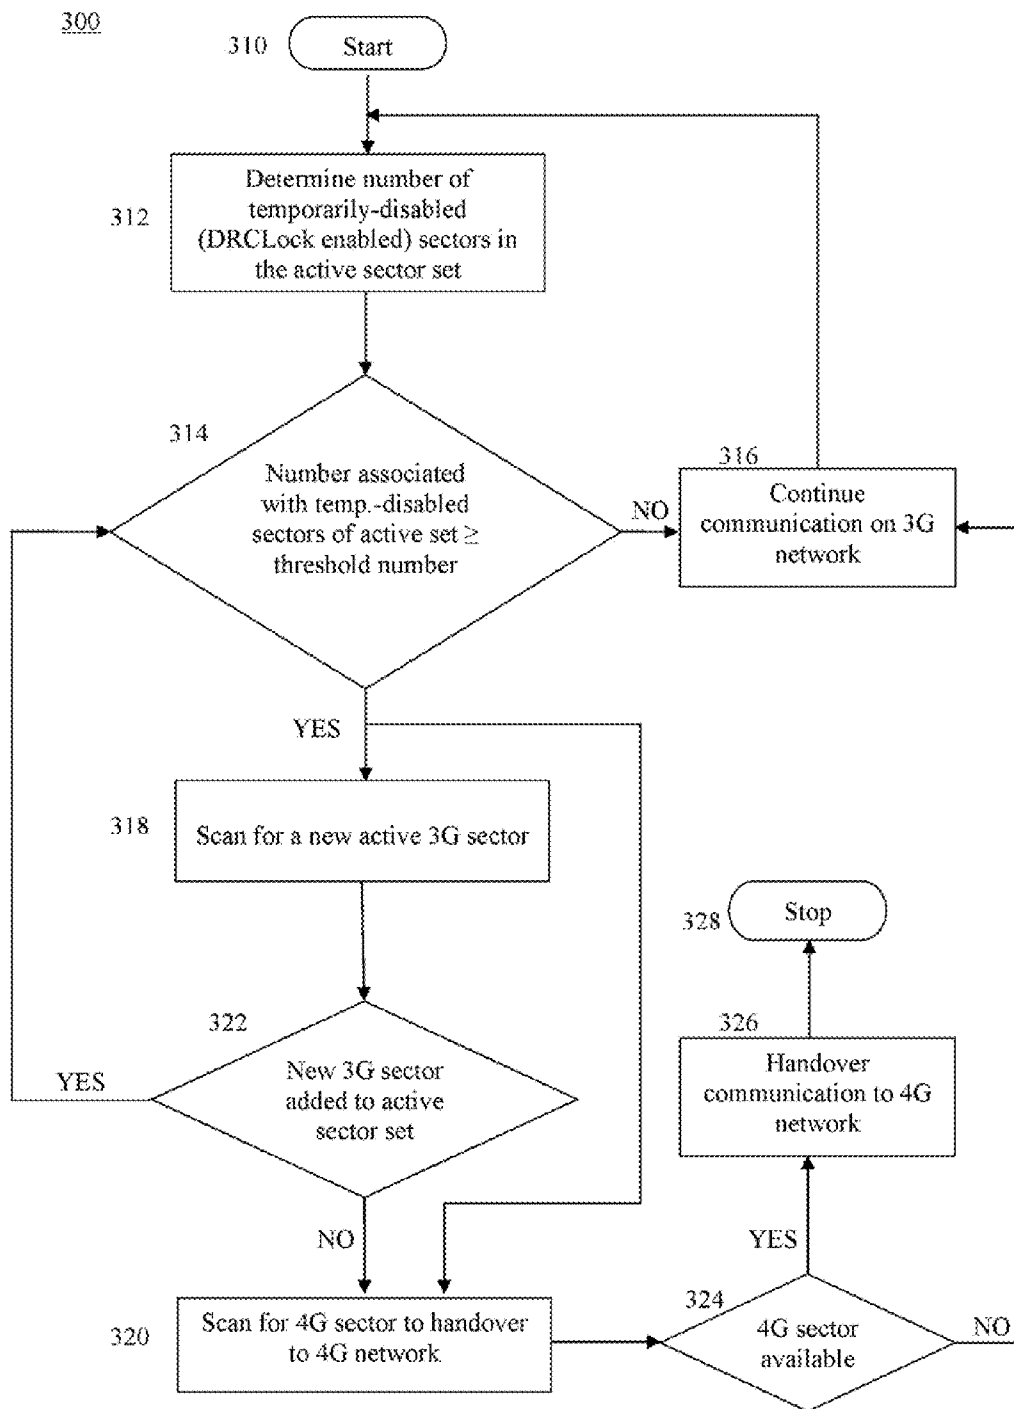 300
310
Start
312
Determine number of
temporarily-disabled
(DRCLock enabled) sectors in
the active sector set
314
Number associated
with temp.-disabled
sectors of active set ≥
threshold number
NO
316
Continue
communication on 3G
network
YES
318
Scan for a new active 3G sector
322
New 3G sector
added to active
sector set
YES
NO
320
Scan for 4G sector to handover
to 4G network
324
4G sector
available
NO
YES
326
Handover
communication to 4G
network
328
Stop